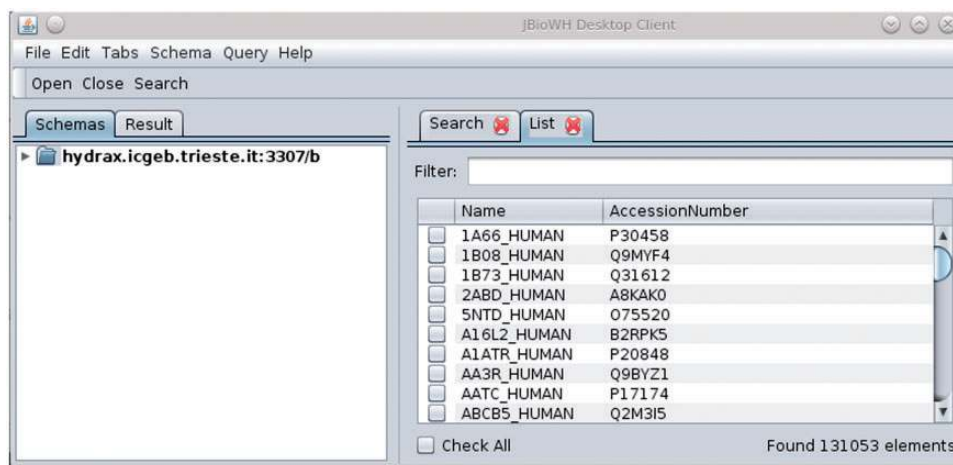 JBioWH Desktop Client
File Edit Tabs Schema Query Help
Open Close Search
Schemas Result
hydrax.icgeb.trieste.it:3307/b
Search List
Filter:
Name AccessionNumber
1A66_HUMAN P30458
1B08_HUMAN Q9MYF4
1B73_HUMAN Q31612
2ABD_HUMAN A8KAK0
5NTD_HUMAN O75520
A16L2_HUMAN B2RPK5
A1ATR_HUMAN P20848
AA3R_HUMAN Q9BYZ1
AATC_HUMAN P17174
ABCB5_HUMAN Q2M3I5
Check All Found 131053 elements